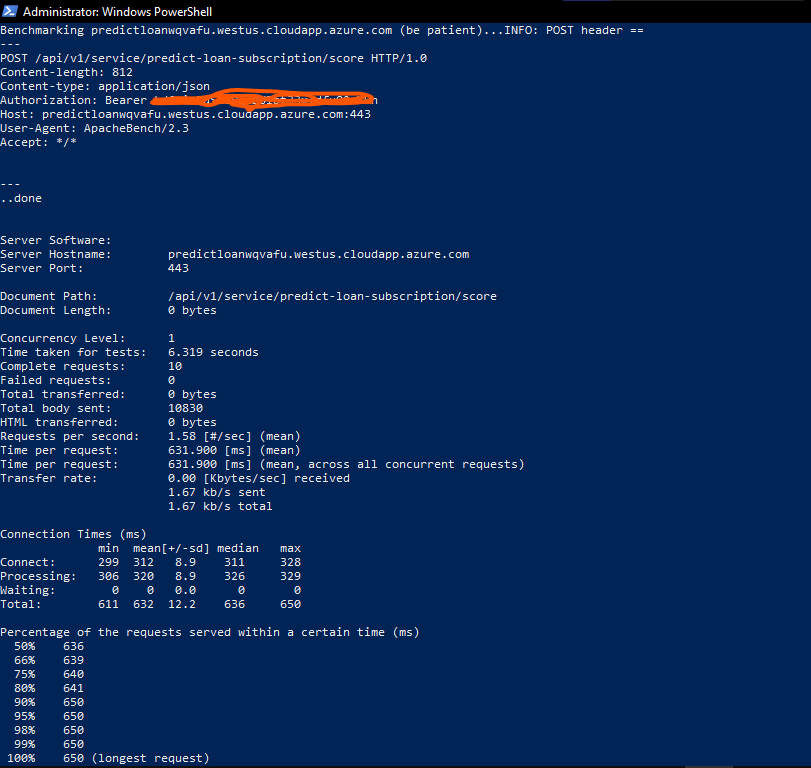 Administrator: Windows PowerShell
Benchmarking predictloanwqvafu.westus.cloudapp.azure.com (be patient)...INFO: POST header ==
---
POST /api/v1/service/predict-loan-subscription/score HTTP/1.0
Content-length: 812
Content-type: application/json
Authorization: Bearer
Host: predictloanwqvafu.westus.cloudapp.azure.com:443
User-Agent: ApacheBench/2.3
Accept: */*
---
..done
Server Software:
Server Hostname: predictloanwqvafu.westus.cloudapp.azure.com
Server Port: 443
Document Path: /api/v1/service/predict-loan-subscription/score
Document Length: 0 bytes
Concurrency Level: 1
Time taken for tests: 6.319 seconds
Complete requests: 10
Failed requests: 0
Total transferred: 0 bytes
Total body sent: 10830
HTML transferred: 0 bytes
Requests per second: 1.58 [#/sec] (mean)
Time per request: 631.900 [ms] (mean)
Time per request: 631.900 [ms] (mean, across all concurrent requests)
Transfer rate: 0.00 [Kbytes/sec] received
1.67 kb/s sent
1.67 kb/s total
Connection Times (ms)
min mean[+/-sd] median max
Connect: 299 312 8.9 311 328
Processing: 306 320 8.9 326 329
Waiting: 0 0 0.0 0 0
Total: 611 632 12.2 636 650
Percentage of the requests served within a certain time (ms)
50% 636
66% 639
75% 640
80% 641
90% 650
95% 650
98% 650
99% 650
100% 650 (longest request)